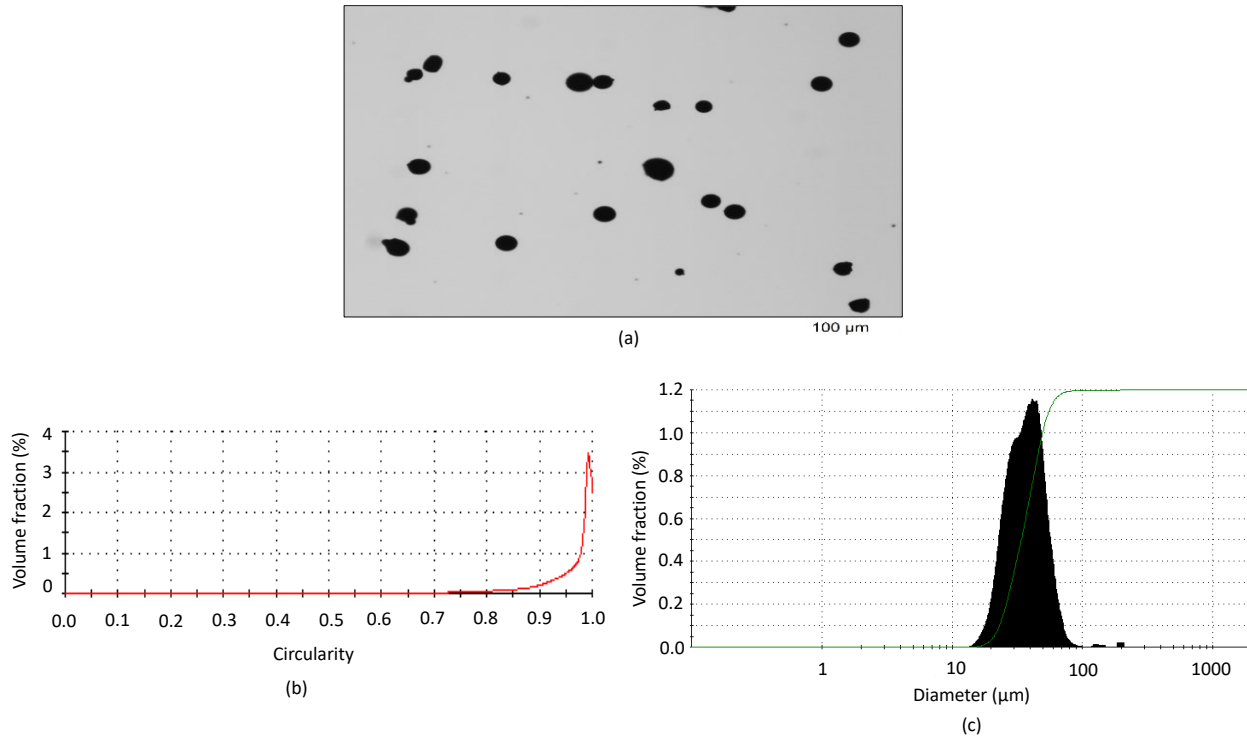 100 µm
(a)
Volume fraction (%)
4
3
2
1
0
0.0 0.1 0.2 0.3 0.4 0.5 0.6 0.7 0.8 0.9 1.0
Circularity
(b)
Volume fraction (%)
1.2
1.0
0.8
0.6
0.4
0.2
0.0
1 10 100 1000
Diameter (µm)
(c)